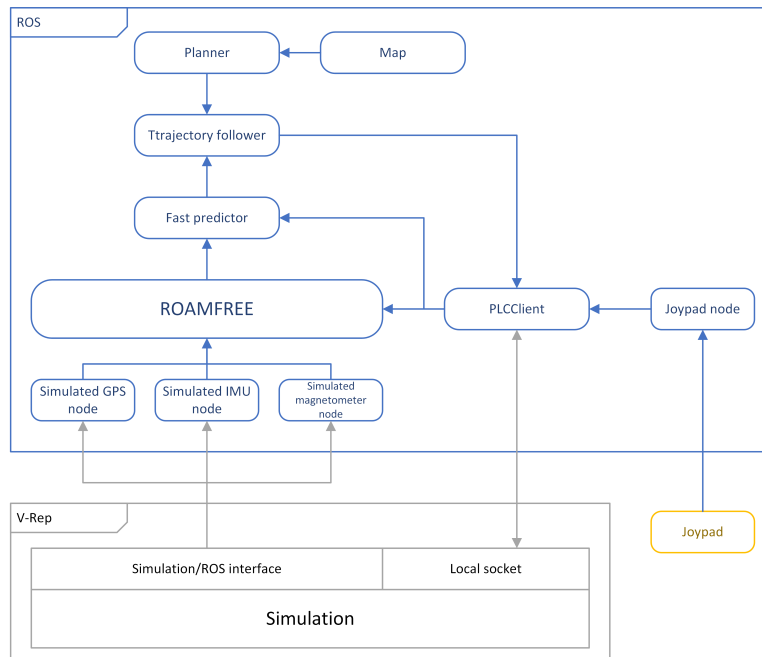 ROS
Planner
Map
Ttrajectory follower
Fast predictor
ROAMFREE
PLCClient
Joypad node
Simulated GPS
node
Simulated IMU
node
Simulated
magnetometer
node
V-Rep
Joypad
Simulation/ROS interface
Local socket
Simulation